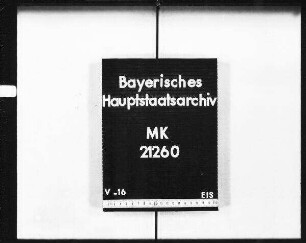 Bayerisches
Hauptstaatsarchiv
MK
21260
V -16 EIS